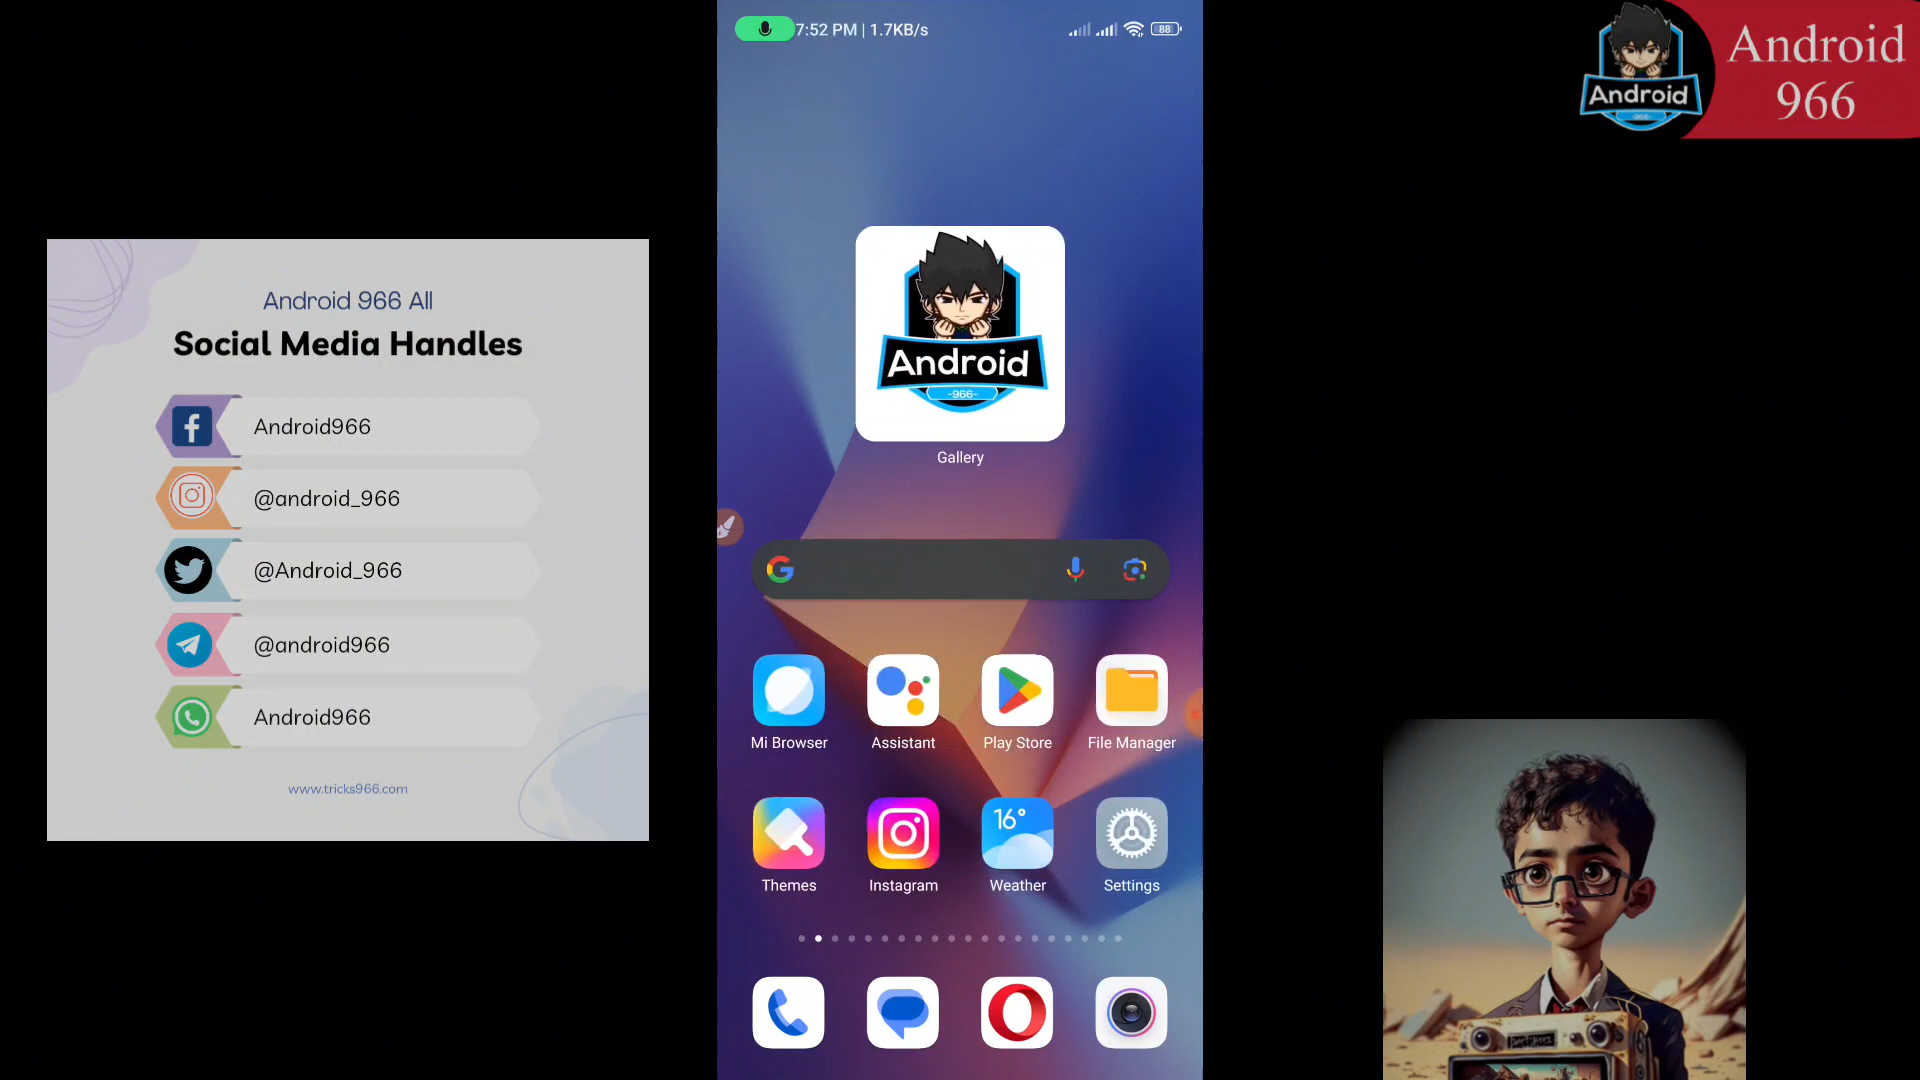 7:52 PM | 1.7KB/s
88
Android
966
Android
-966-
Android 966 All
Social Media Handles
Android966
@android_966
@Android_966
@android966
Android966
www.tricks966.com
Android
-966-
Gallery
Mi Browser
Assistant
Play Store
File Manager
16°
Themes
Instagram
Weather
Settings